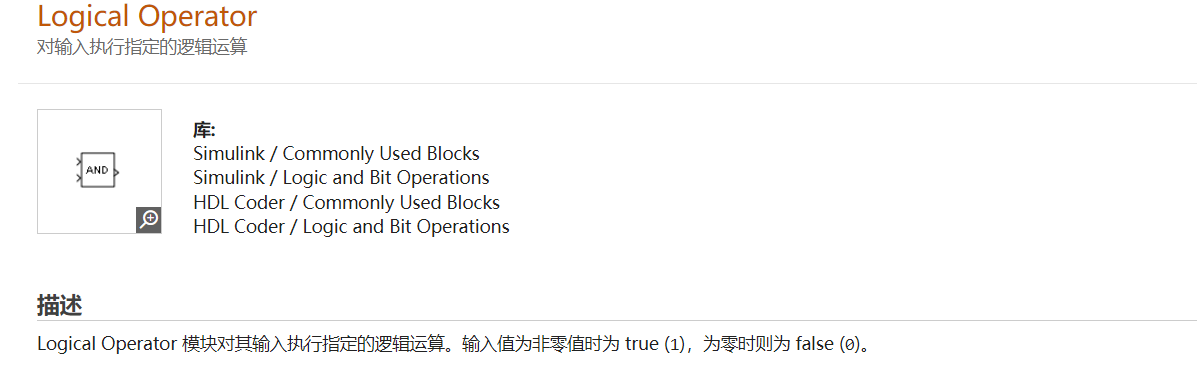 Logical Operator
对输入执行指定的逻辑运算
AND
库:
Simulink / Commonly Used Blocks
Simulink / Logic and Bit Operations
HDL Coder / Commonly Used Blocks
HDL Coder / Logic and Bit Operations
描述
Logical Operator 模块对其输入执行指定的逻辑运算。输入值为非零值时为 true (1)，为零时则为 false (0)。